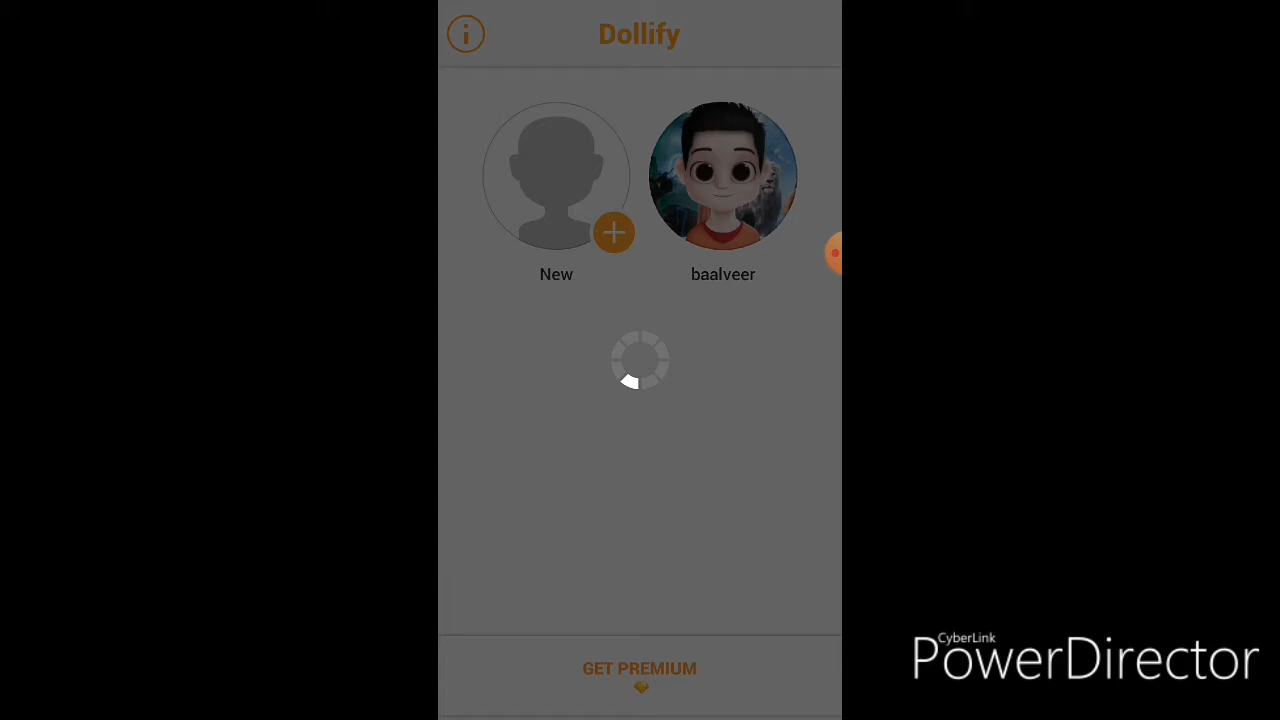 Dollify
New
baalveer
GET PREMIUM
CyberLink
PowerDirector